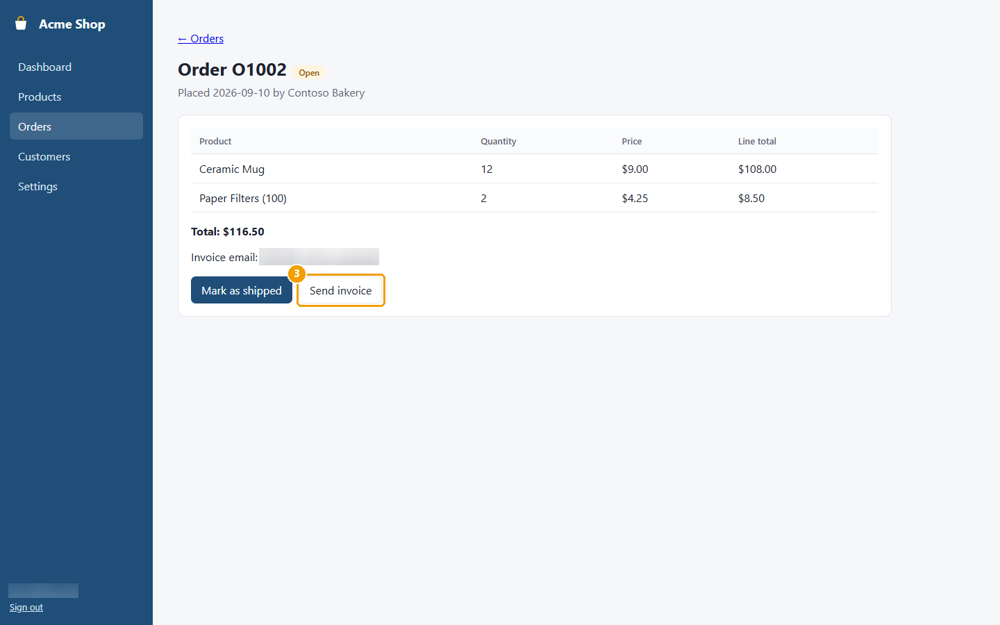 Acme Shop
Dashboard
Products
Orders
Customers
Settings
Sign out
← Orders
Order O1002 Open
Placed 2026-09-10 by Contoso Bakery
Product Quantity Price Line total
Ceramic Mug 12 $9.00 $108.00
Paper Filters (100) 2 $4.25 $8.50
Total: $116.50
Invoice email:
3
Mark as shipped Send invoice